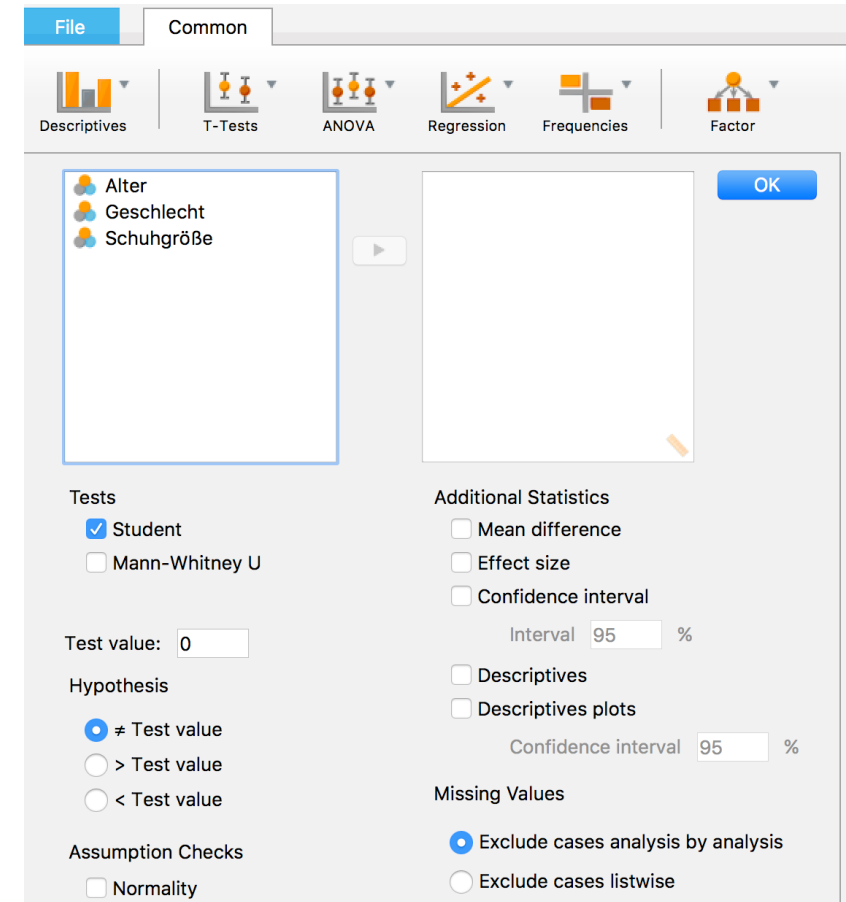 File Common
Descriptives T-Tests ANOVA Regression Frequencies Factor
Alter
Geschlecht
Schuhgröße
OK
Tests
Student
Mann-Whitney U
Test value: 0
Hypothesis
≠ Test value
> Test value
< Test value
Assumption Checks
Normality
Additional Statistics
Mean difference
Effect size
Confidence interval
Interval 95 %
Descriptives
Descriptives plots
Confidence interval 95 %
Missing Values
Exclude cases analysis by analysis
Exclude cases listwise